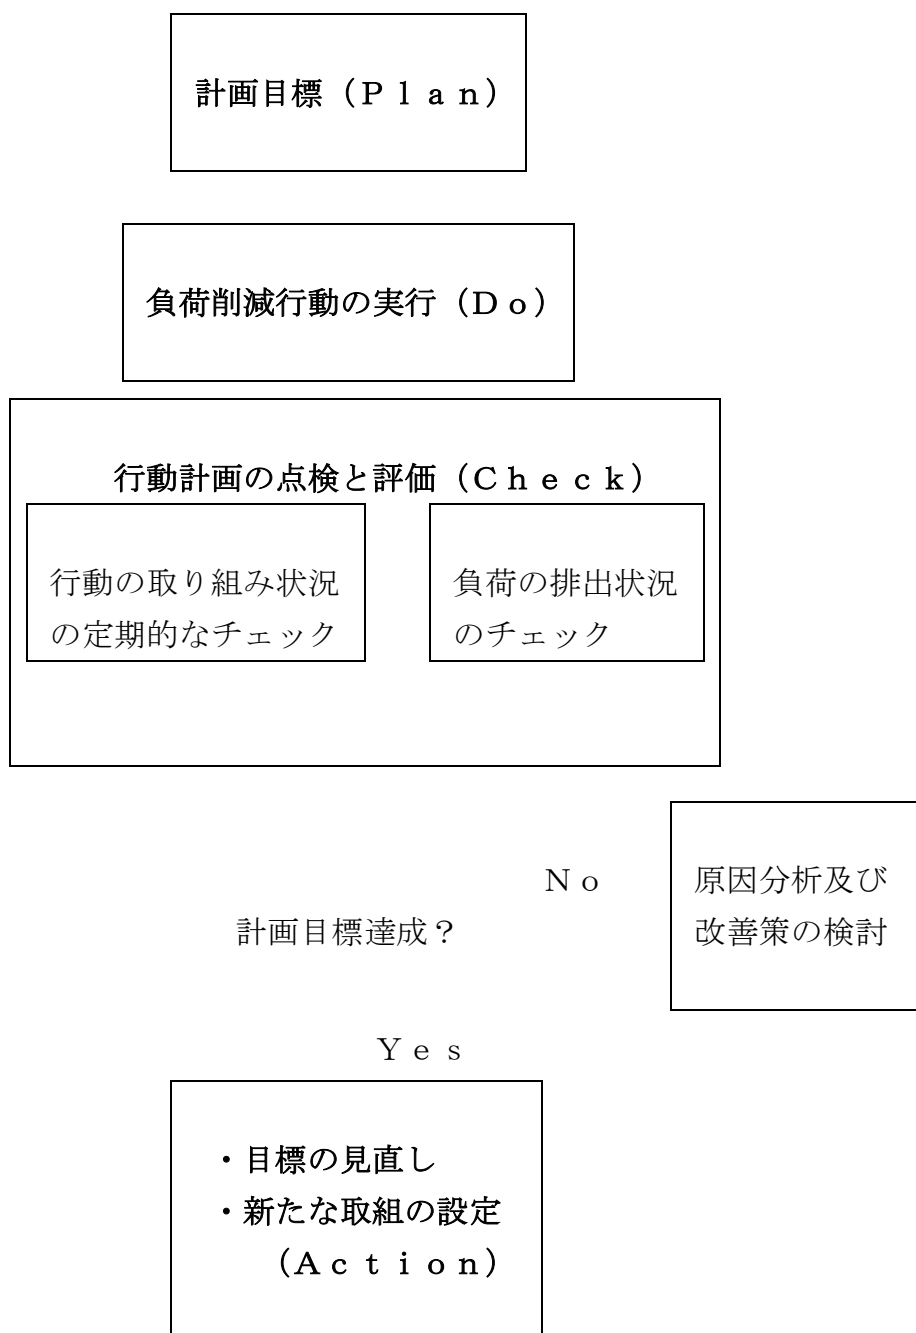 計画目標（Ｐｌａｎ）
負荷削減行動の実行（Ｄｏ）
行動計画の点検と評価（Ｃｈｅｃｋ）
行動の取り組み状況
の定期的なチェック
負荷の排出状況
のチェック
Ｎｏ
計画目標達成？
原因分析及び
改善策の検討
Ｙｅｓ
・目標の見直し
・新たな取組の設定
（Ａｃｔｉｏｎ）